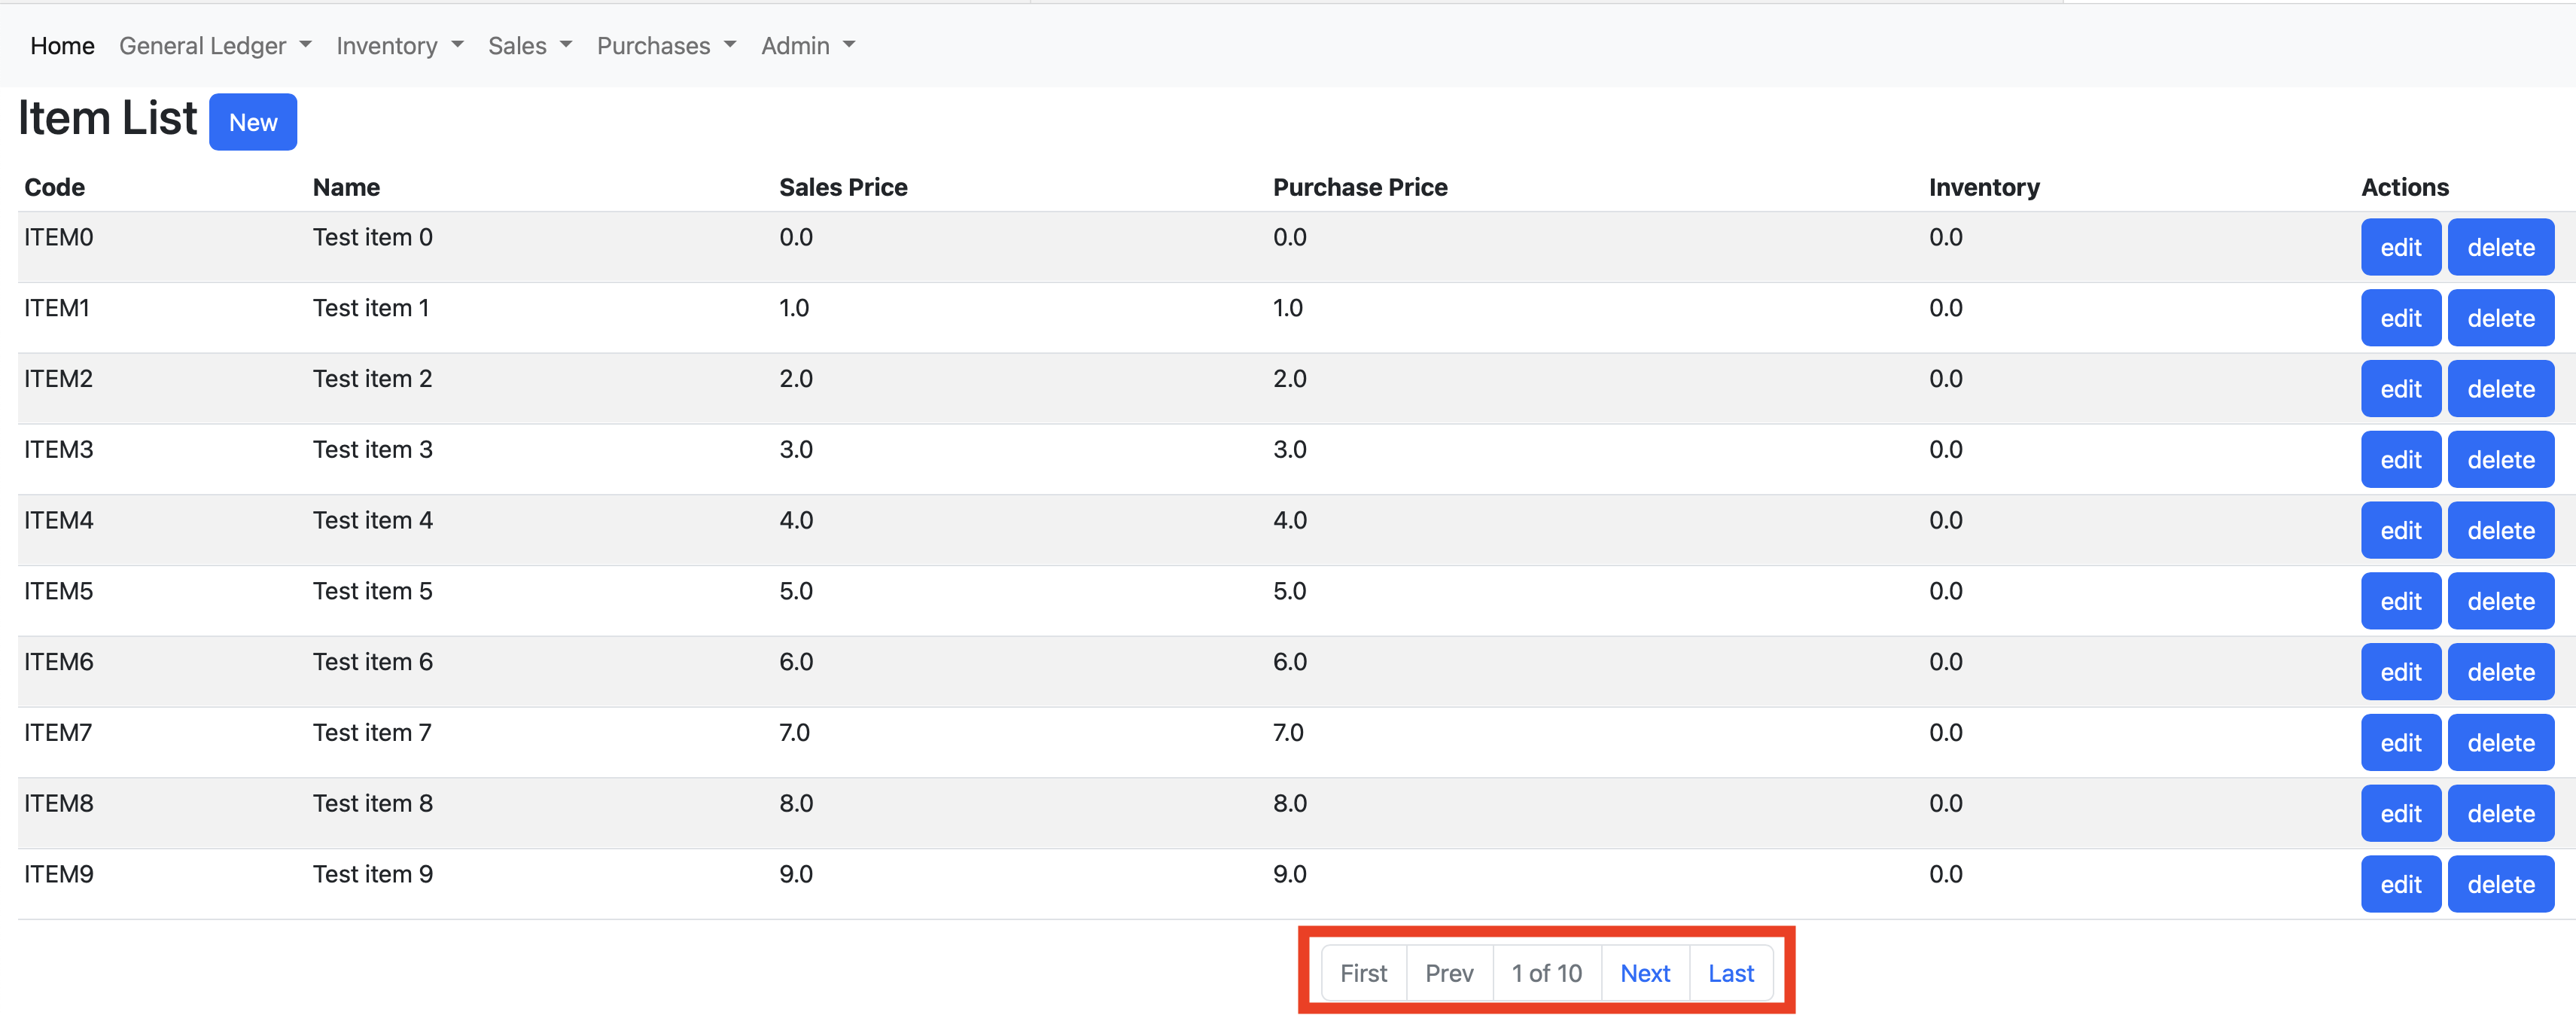 Home General Ledger Inventory Sales Purchases Admin
Item List New
Code Name Sales Price Purchase Price Inventory Actions
ITEM0 Test item 0 0.0 0.0 0.0 edit delete
ITEM1 Test item 1 1.0 1.0 0.0 edit delete
ITEM2 Test item 2 2.0 2.0 0.0 edit delete
ITEM3 Test item 3 3.0 3.0 0.0 edit delete
ITEM4 Test item 4 4.0 4.0 0.0 edit delete
ITEM5 Test item 5 5.0 5.0 0.0 edit delete
ITEM6 Test item 6 6.0 6.0 0.0 edit delete
ITEM7 Test item 7 7.0 7.0 0.0 edit delete
ITEM8 Test item 8 8.0 8.0 0.0 edit delete
ITEM9 Test item 9 9.0 9.0 0.0 edit delete
First Prev 1 of 10 Next Last